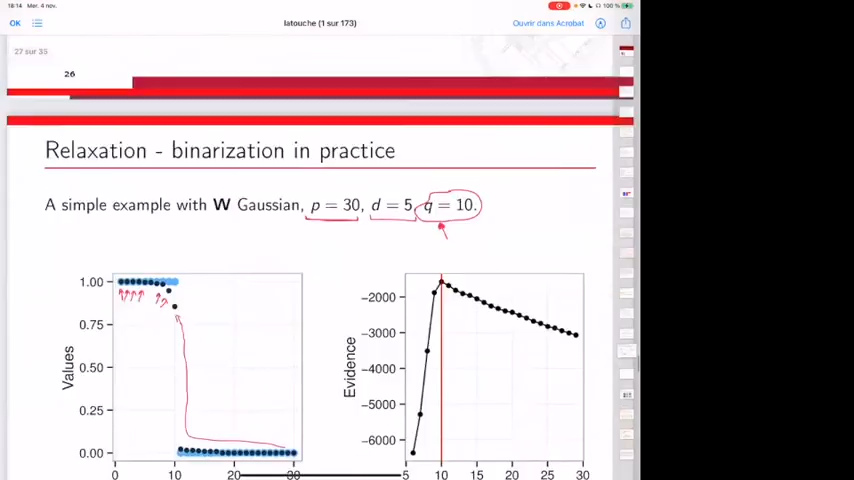 18:14 Mer. 4 nov.
100 %
OK
latouche (1 sur 173)
Ouvrir dans Acrobat
27 sur 35
26
Relaxation - binarization in practice
A simple example with W Gaussian, p = 30, d = 5, q = 10.
1.00
0.75
0.50
0.25
0.00
Values
0
10
20
30
−2000
−3000
−4000
−5000
−6000
Evidence
5
10
15
20
25
30